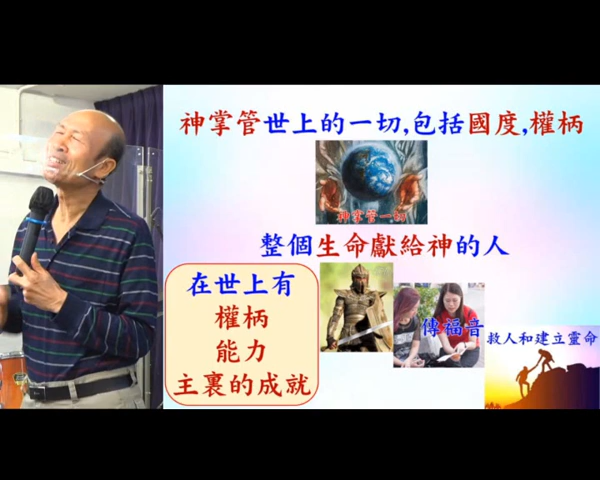 神掌管世上的一切,包括國度,權柄
神掌管一切
整個生命獻給神的人
在世上有
權柄
能力
主裏的成就
傳福音
救人和建立靈命